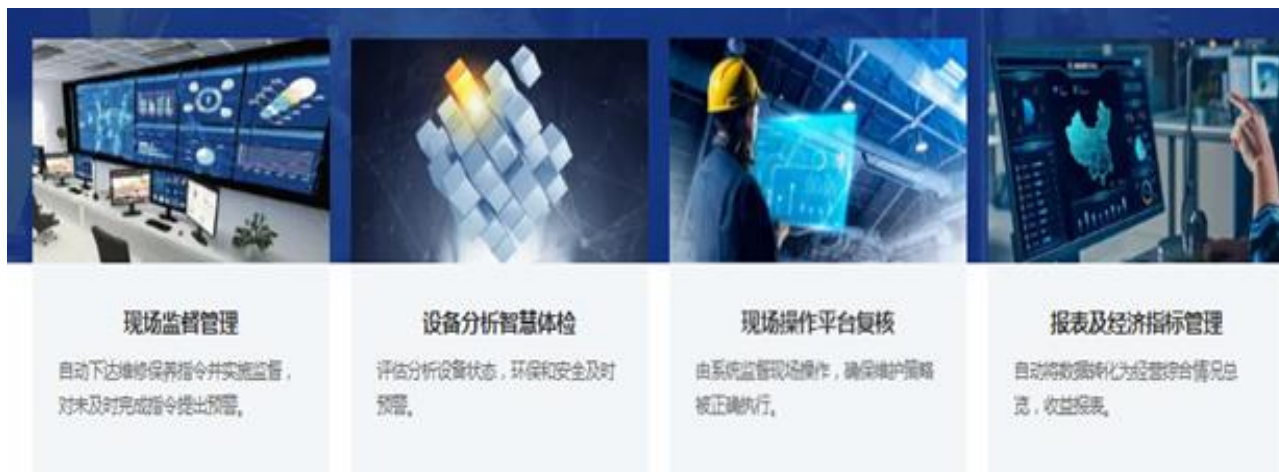 现场监督管理
自动下达维修保养指令并实施监督，
对未及时完成指令提出预警。
设备分析智慧体检
评估分析设备状态，环保和安全及时
预警。
现场操作平台复核
由系统监督现场操作，确保维护策略
被正确执行。
报表及经济指标管理
自动将数据转化为经营综合情况总
览，收益报表。